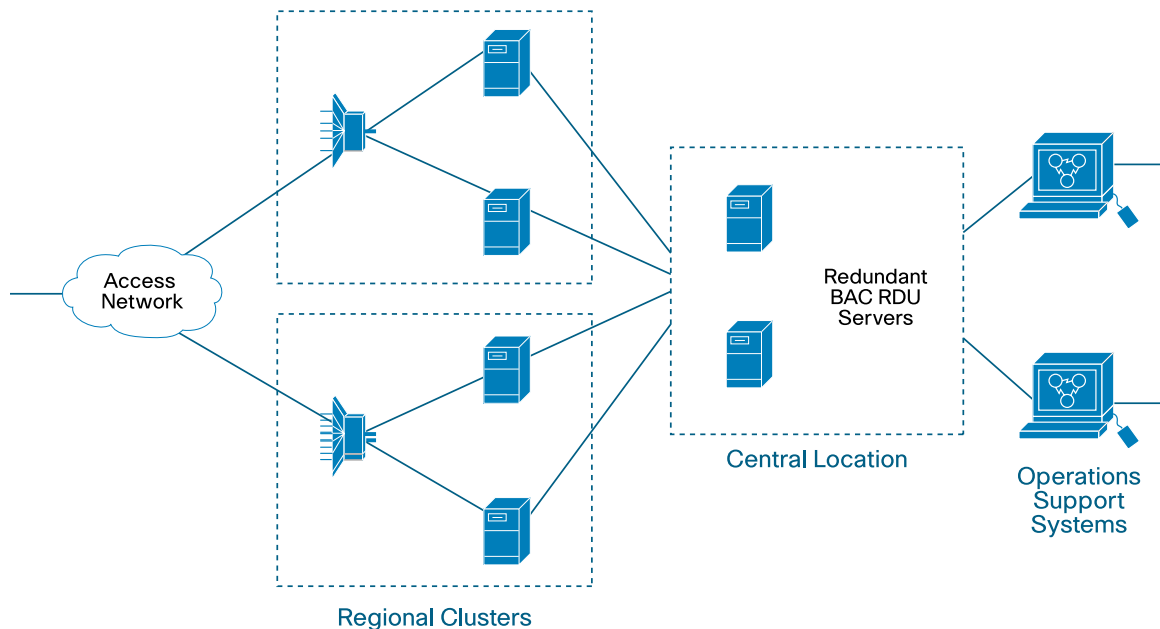 Access
Network
Redundant
BAC RDU
Servers
Central Location
Operations
Support
Systems
Regional Clusters